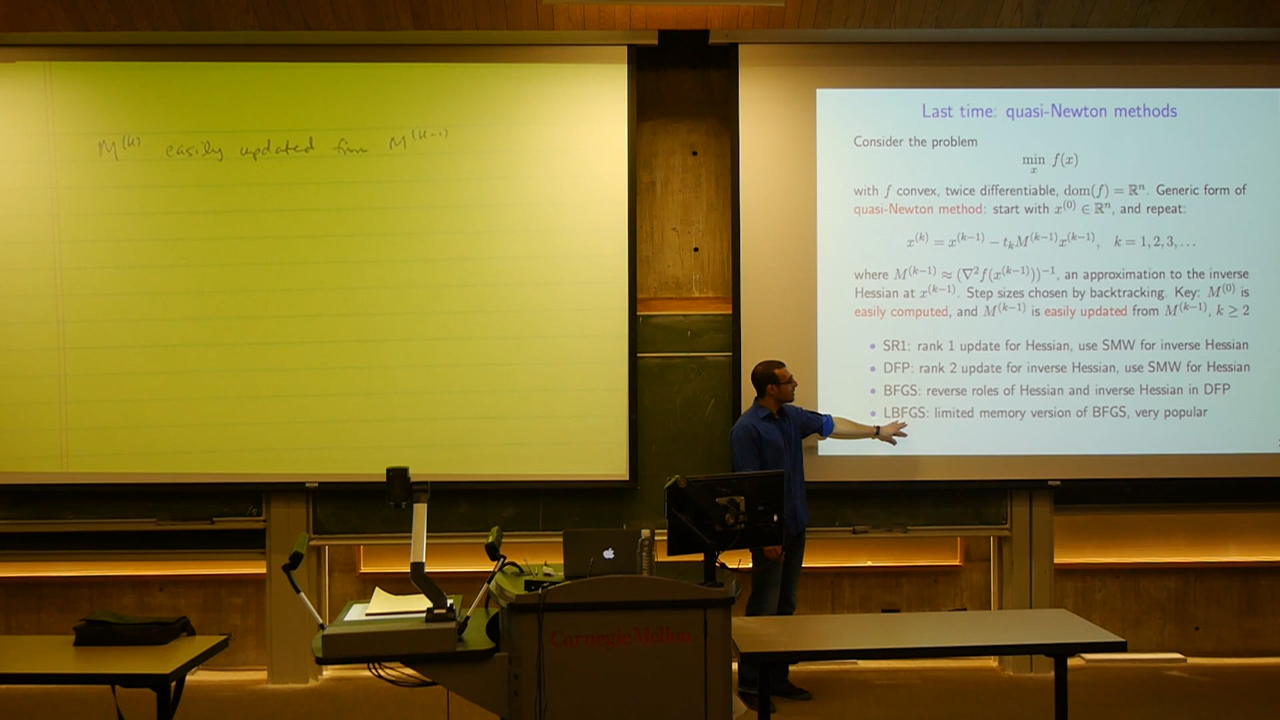 M^(k) easily updated from M^(k-1)
Last time: quasi-Newton methods
Consider the problem
min_x f(x)
with f convex, twice differentiable, dom(f) = ℝⁿ. Generic form of
quasi-Newton method: start with x^(0) ∈ ℝⁿ, and repeat:
x^(k) = x^(k-1) − t_k M^(k-1) x^(k-1), k = 1, 2, 3, ...
where M^(k-1) ≈ (∇²f(x^(k-1)))^-1, an approximation to the inverse
Hessian at x^(k-1). Step sizes chosen by backtracking. Key: M^(0) is
easily computed, and M^(k-1) is easily updated from M^(k-1), k ≥ 2
• SR1: rank 1 update for Hessian, use SMW for inverse Hessian
• DFP: rank 2 update for inverse Hessian, use SMW for Hessian
• BFGS: reverse roles of Hessian and inverse Hessian in DFP
• LBFGS: limited memory version of BFGS, very popular
Carnegie Mellon